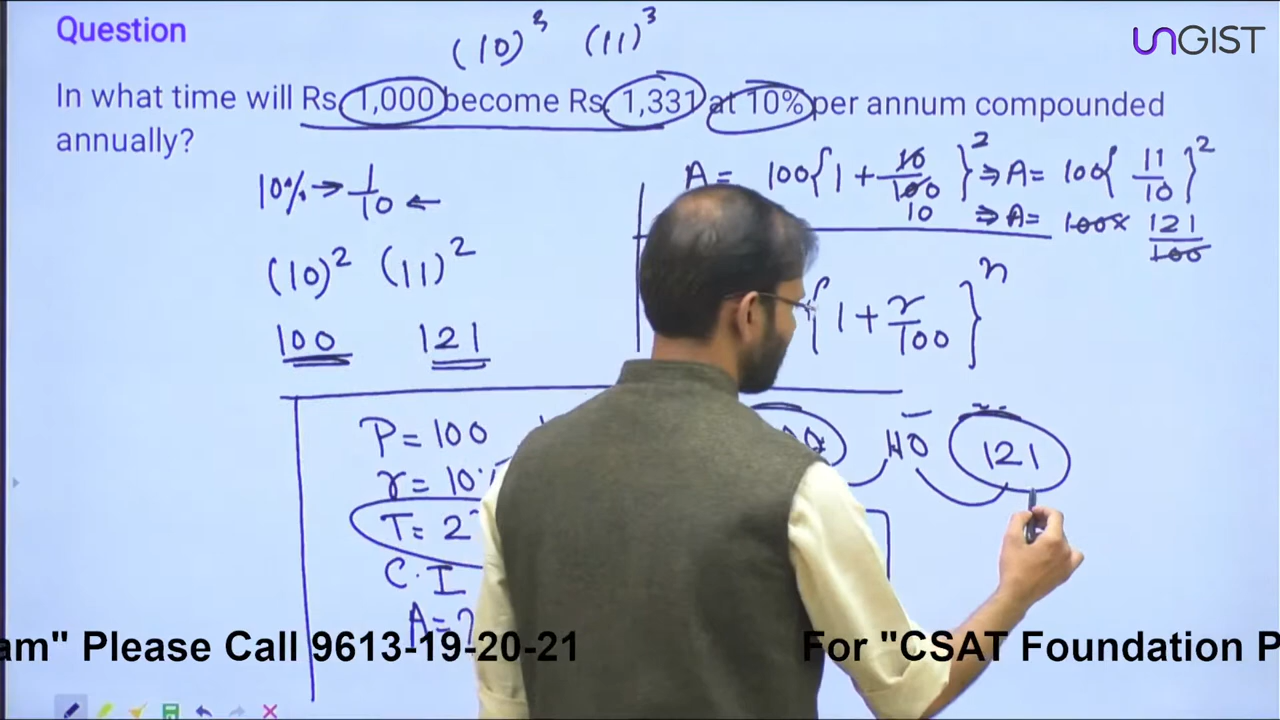 Question
(10)³ (11)³
UNGIST
In what time will Rs. 1,000 become Rs. 1,331 at 10% per annum compounded
annually?
10% → 1/10 ←
(10)² (11)²
100 121
A = 100{1 + 10/100}² ⇒ A = 100{11/10}²
10 ⇒ A = 100 × 121/100
{1 + r/100}ⁿ
P = 100
r = 10%
T = 2
C.I
A = ?
110 121
am" Please Call 9613-19-20-21 For "CSAT Foundation P